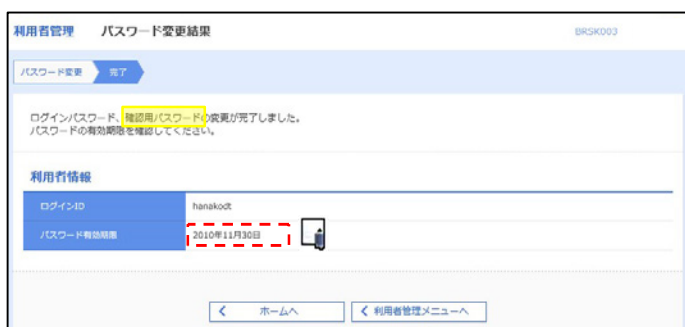 利用者管理 パスワード変更結果 BRSK003
パスワード変更 完了
ログインパスワード、確認用パスワードの変更が完了しました。
パスワードの有効期限を確認してください。
利用者情報
ログインID hanakodt
パスワード有効期限 2010年11月30日
ホームへ 利用者管理メニューへ